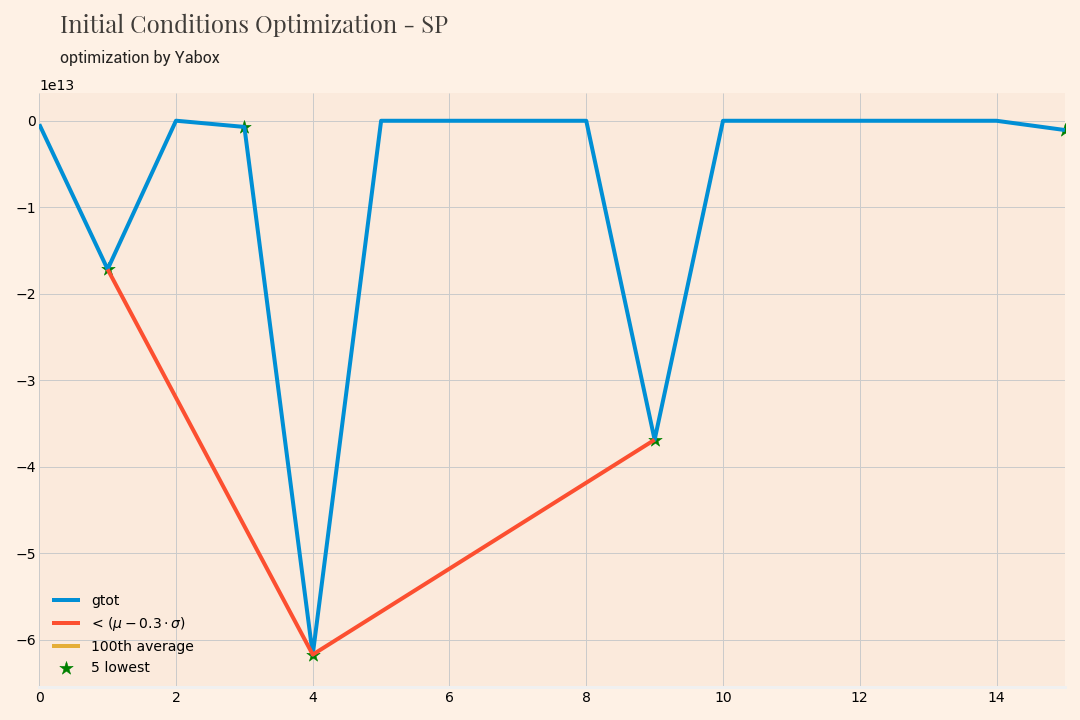 Initial Conditions Optimization - SP
optimization by Yabox
1e13
0
−1
−2
−3
−4
−5
−6
gtot
< (μ − 0.3 · σ)
100th average
5 lowest
0 2 4 6 8 10 12 14